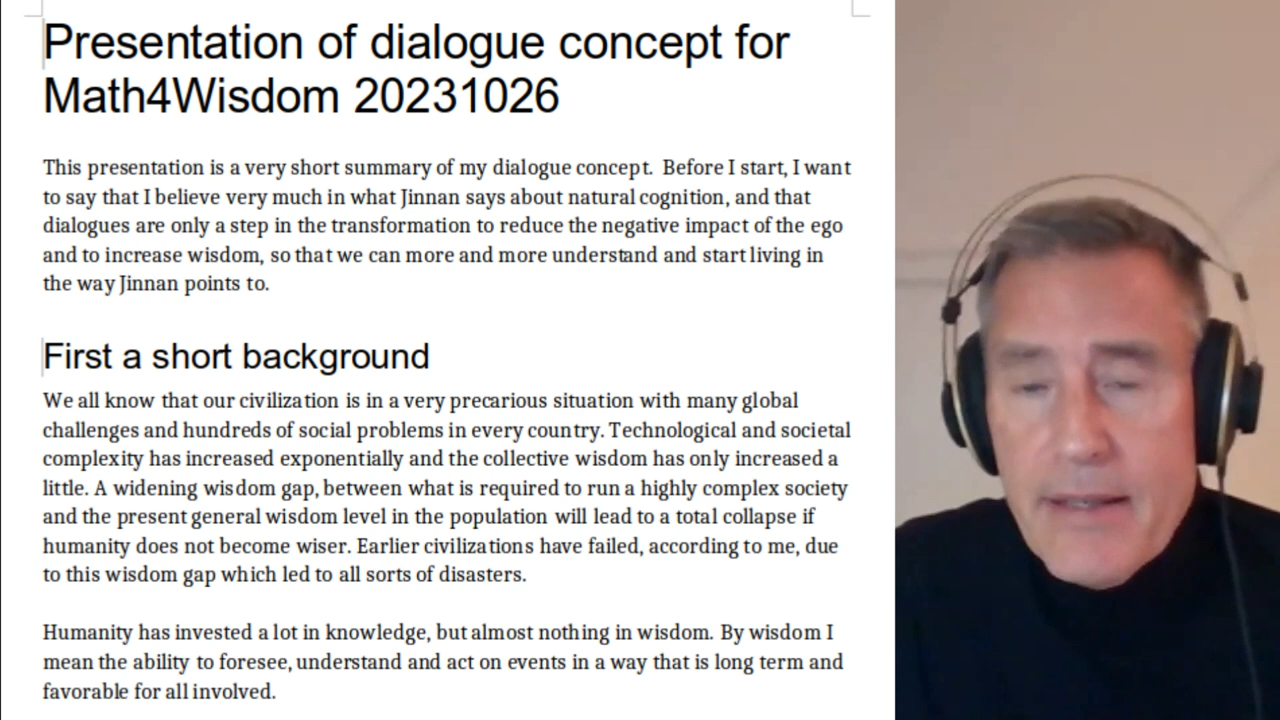 Presentation of dialogue concept for
Math4Wisdom 20231026
This presentation is a very short summary of my dialogue concept.  Before I start, I want
to say that I believe very much in what Jinnan says about natural cognition, and that
dialogues are only a step in the transformation to reduce the negative impact of the ego
and to increase wisdom, so that we can more and more understand and start living in
the way Jinnan points to.
First a short background
We all know that our civilization is in a very precarious situation with many global
challenges and hundreds of social problems in every country. Technological and societal
complexity has increased exponentially and the collective wisdom has only increased a
little. A widening wisdom gap, between what is required to run a highly complex society
and the present general wisdom level in the population will lead to a total collapse if
humanity does not become wiser. Earlier civilizations have failed, according to me, due
to this wisdom gap which led to all sorts of disasters.
Humanity has invested a lot in knowledge, but almost nothing in wisdom. By wisdom I
mean the ability to foresee, understand and act on events in a way that is long term and
favorable for all involved.